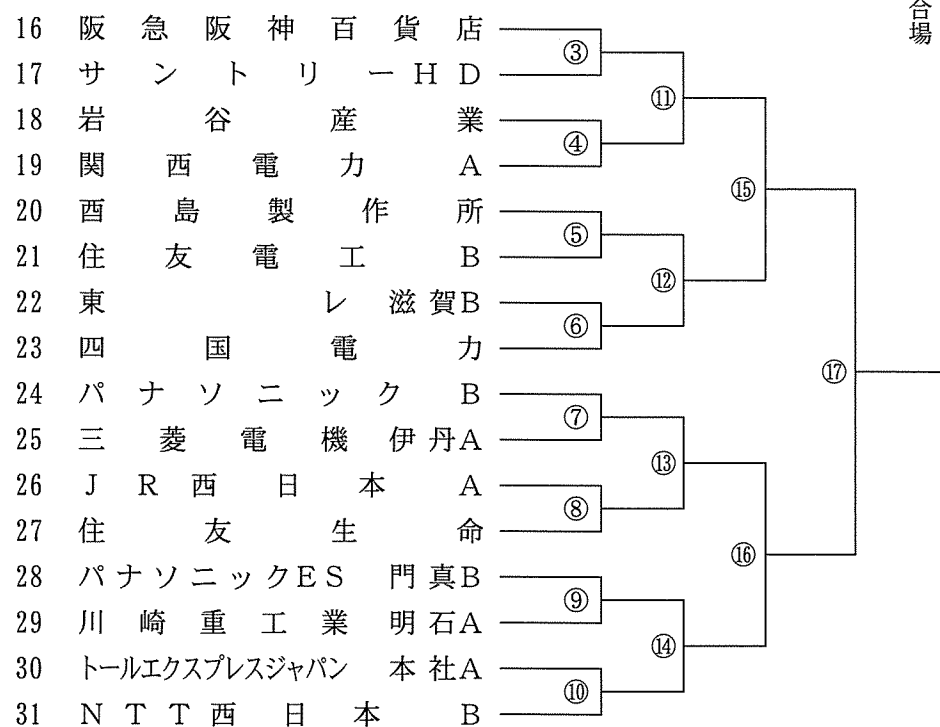 合場
16 阪急阪神百貨店
③
17 サントリーHD
⑪
18 岩谷産業
④
19 関西電力A
⑮
20 酉島製作所
⑤
21 住友電工B
⑫
22 東レ滋賀B
⑥
23 四国電力
⑰
24 パナソニックB
⑦
25 三菱電機伊丹A
⑬
26 JR西日本A
⑧
27 住友生命
⑯
28 パナソニックES 門真B
⑨
29 川崎重工業明石A
⑭
30 トールエクスプレスジャパン 本社A
⑩
31 NTT西日本B